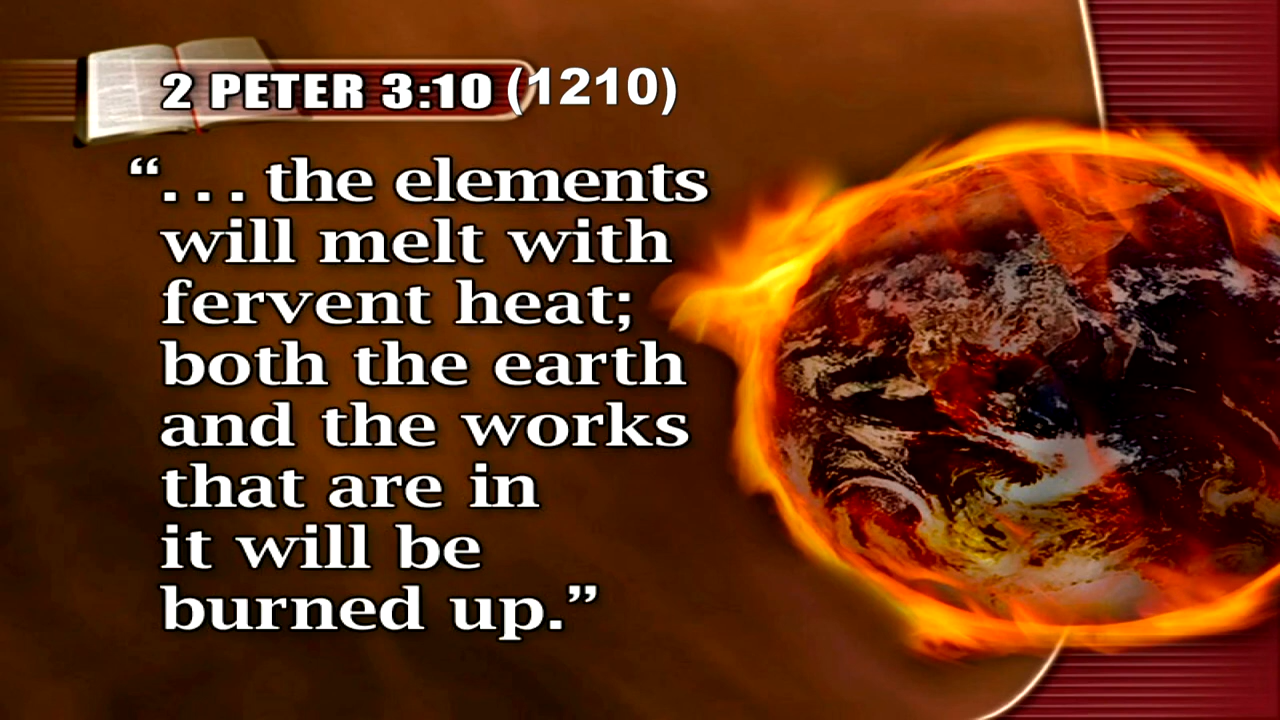 2 PETER 3:10 (1210)
“. . . the elements
will melt with
fervent heat;
both the earth
and the works
that are in
it will be
burned up.”